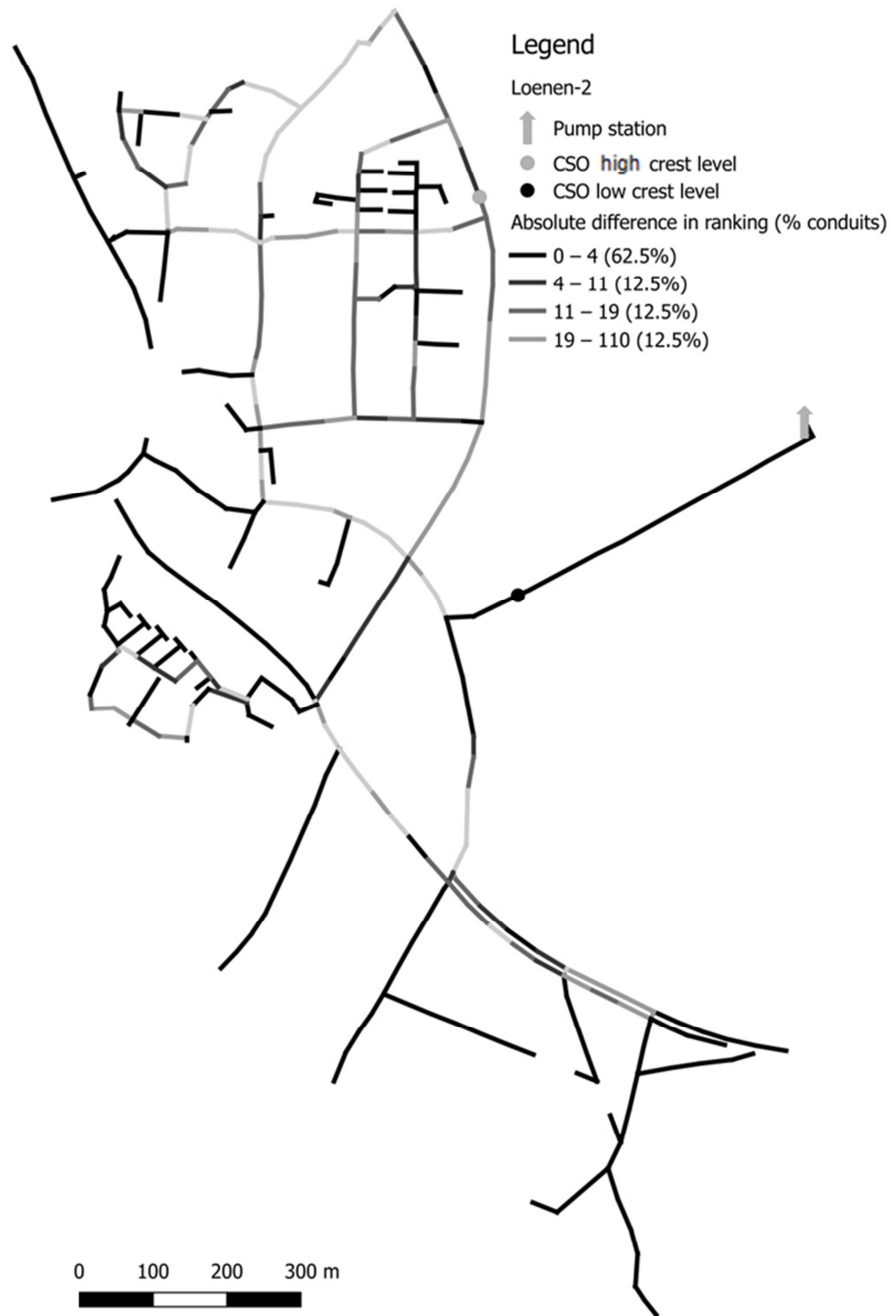 Legend
Loenen-2
Pump station
CSO high crest level
CSO low crest level
Absolute difference in ranking (% conduits)
0 – 4 (62.5%)
4 – 11 (12.5%)
11 – 19 (12.5%)
19 – 110 (12.5%)
0 100 200 300 m